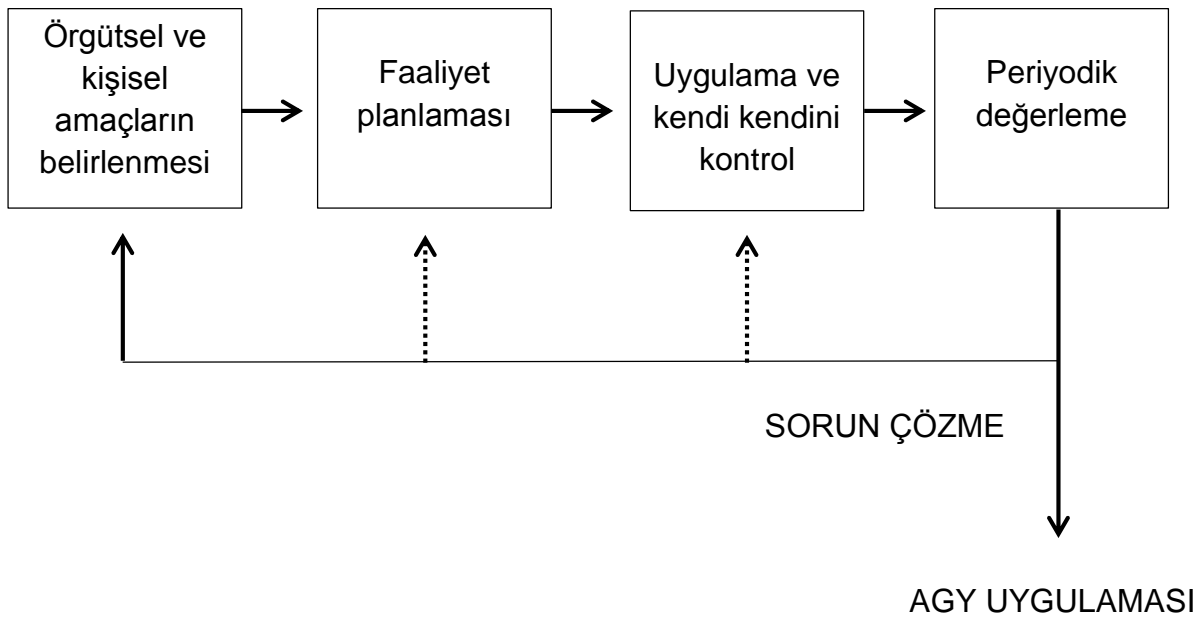 Örgütsel ve
kişisel
amaçların
belirlenmesi
Faaliyet
planlaması
Uygulama ve
kendi kendini
kontrol
Periyodik
değerleme
SORUN ÇÖZME
AGY UYGULAMASI